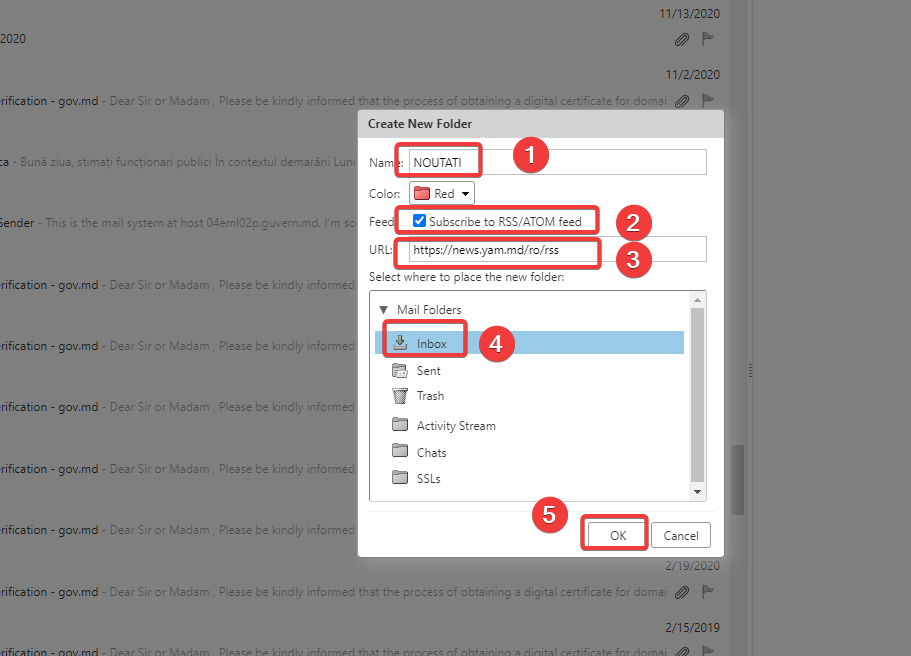 11/13/2020
2020
11/2/2020
rification - gov.md - Dear Sir or Madam , Please be kindly informed that the process of obtaining a digital certificate for domai
Create New Folder
Name: NOUTATI
1
ca - Bună ziua, stimați funcționari publici În contextul demarării Luni
Color: Red
Feed Subscribe to RSS/ATOM feed
2
Sender - This is the mail system at host 04eml02p.guvern.md. I'm so
URL: https://news.yam.md/ro/rss
3
Select where to place the new folder:
rification - gov.md - Dear Sir or Madam , Please be kindly informed
Mail Folders
Inbox
4
rification - gov.md - Dear Sir or Madam , Please be kindly informed
Sent
Trash
rification - gov.md - Dear Sir or Madam , Please be kindly informed
Activity Stream
Chats
rification - gov.md - Dear Sir or Madam , Please be kindly informed
SSLs
5
rification - gov.md - Dear Sir or Madam , Please be kindly informed
OK Cancel
2/19/2020
rification - gov.md - Dear Sir or Madam , Please be kindly informed that the process of obtaining a digital certificate for domai
2/15/2019
rification - gov.md - Dear Sir or Madam , Please be kindly informed that the process of obtaining a digital certificate for domai